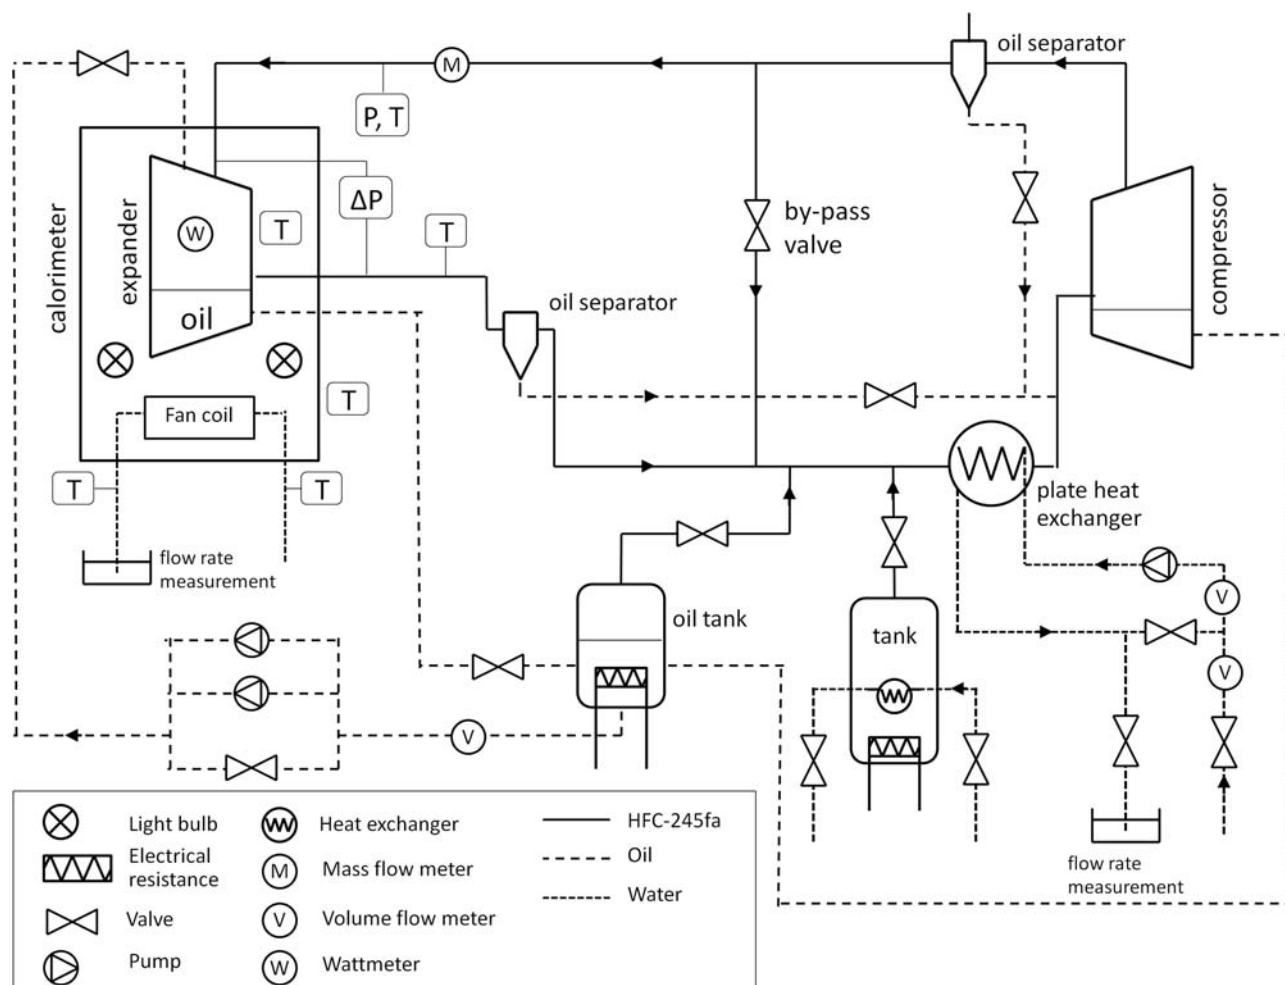 oil separator
M
P, T
ΔP
calorimeter
expander
W
T
T
oil
oil separator
by-pass
valve
compressor
T
Fan coil
T
T
flow rate
measurement
plate heat
exchanger
oil tank
tank
V
V
V
flow rate
measurement
Light bulb
Electrical
resistance
Valve
Pump
Heat exchanger
M
Mass flow meter
V
Volume flow meter
W
Wattmeter
HFC-245fa
Oil
Water